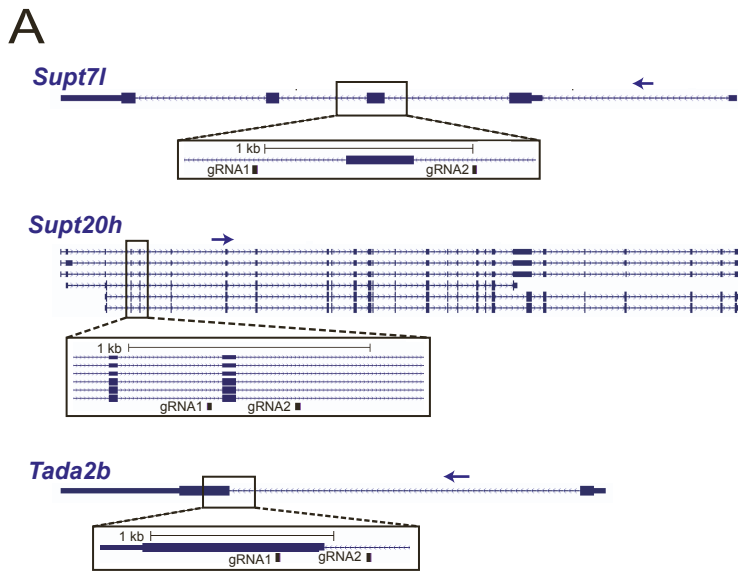 A
Supt7l
1 kb
gRNA1 gRNA2
Supt20h
1 kb
gRNA1 gRNA2
Tada2b
1 kb
gRNA1 gRNA2